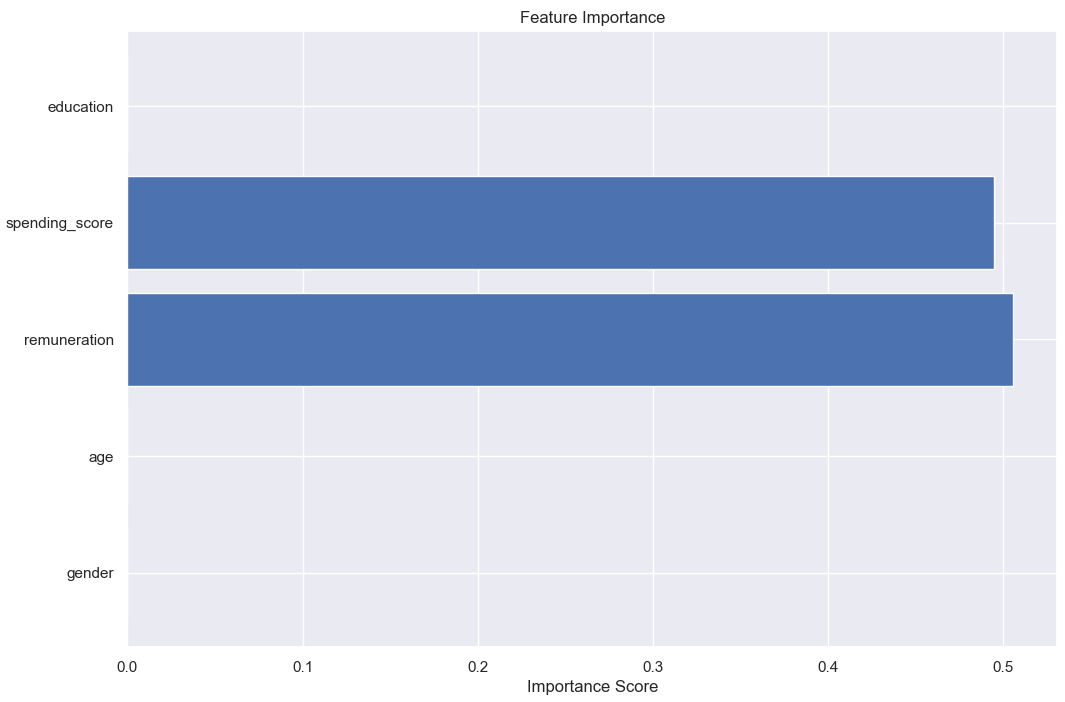 Feature Importance
education
spending_score
remuneration
age
gender
0.0 0.1 0.2 0.3 0.4 0.5
Importance Score